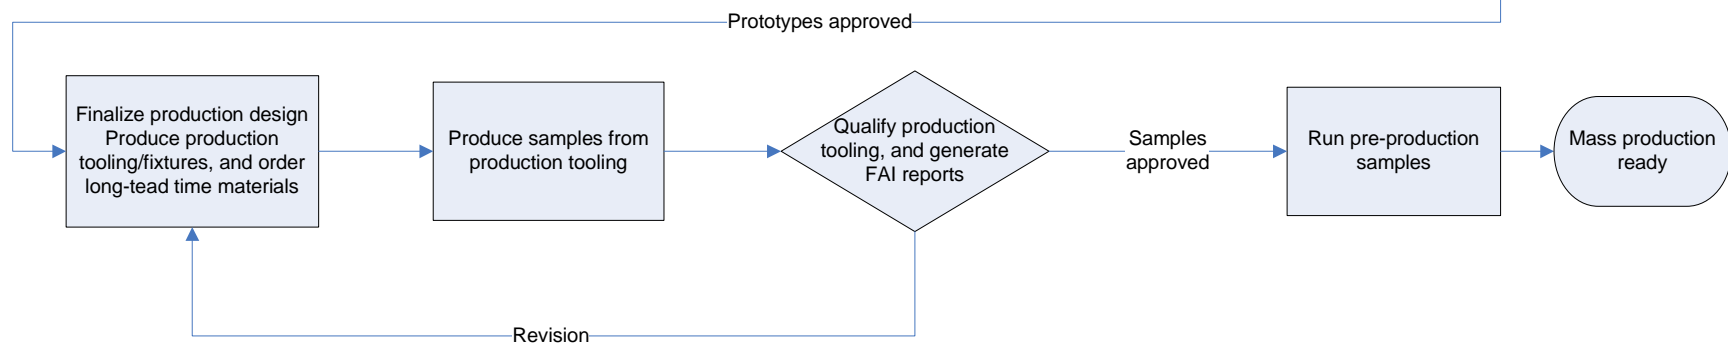 Prototypes approved
Finalize production design
Produce production
tooling/fixtures, and order
long-tead time materials
Produce samples from
production tooling
Qualify production
tooling, and generate
FAI reports
Samples
approved
Run pre-production
samples
Mass production
ready
Revision